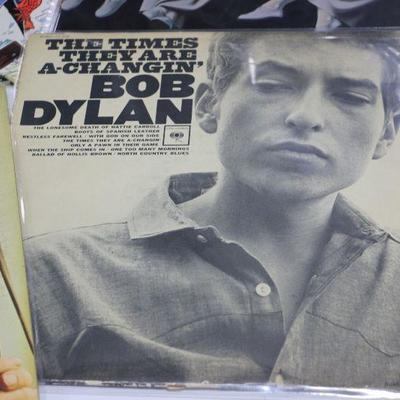 THE TIMES
THEY ARE
A-CHANGIN'
BOB
DYLAN
THE LONESOME DEATH OF HATTIE CARROLL
BOOTS OF SPANISH LEATHER
RESTLESS FAREWELL · WITH GOD ON OUR SIDE
THE TIMES THEY ARE A-CHANGIN'
ONLY A PAWN IN THEIR GAME
WHEN THE SHIP COMES IN · ONE TOO MANY MORNINGS
BALLAD OF HOLLIS BROWN · NORTH COUNTRY BLUES